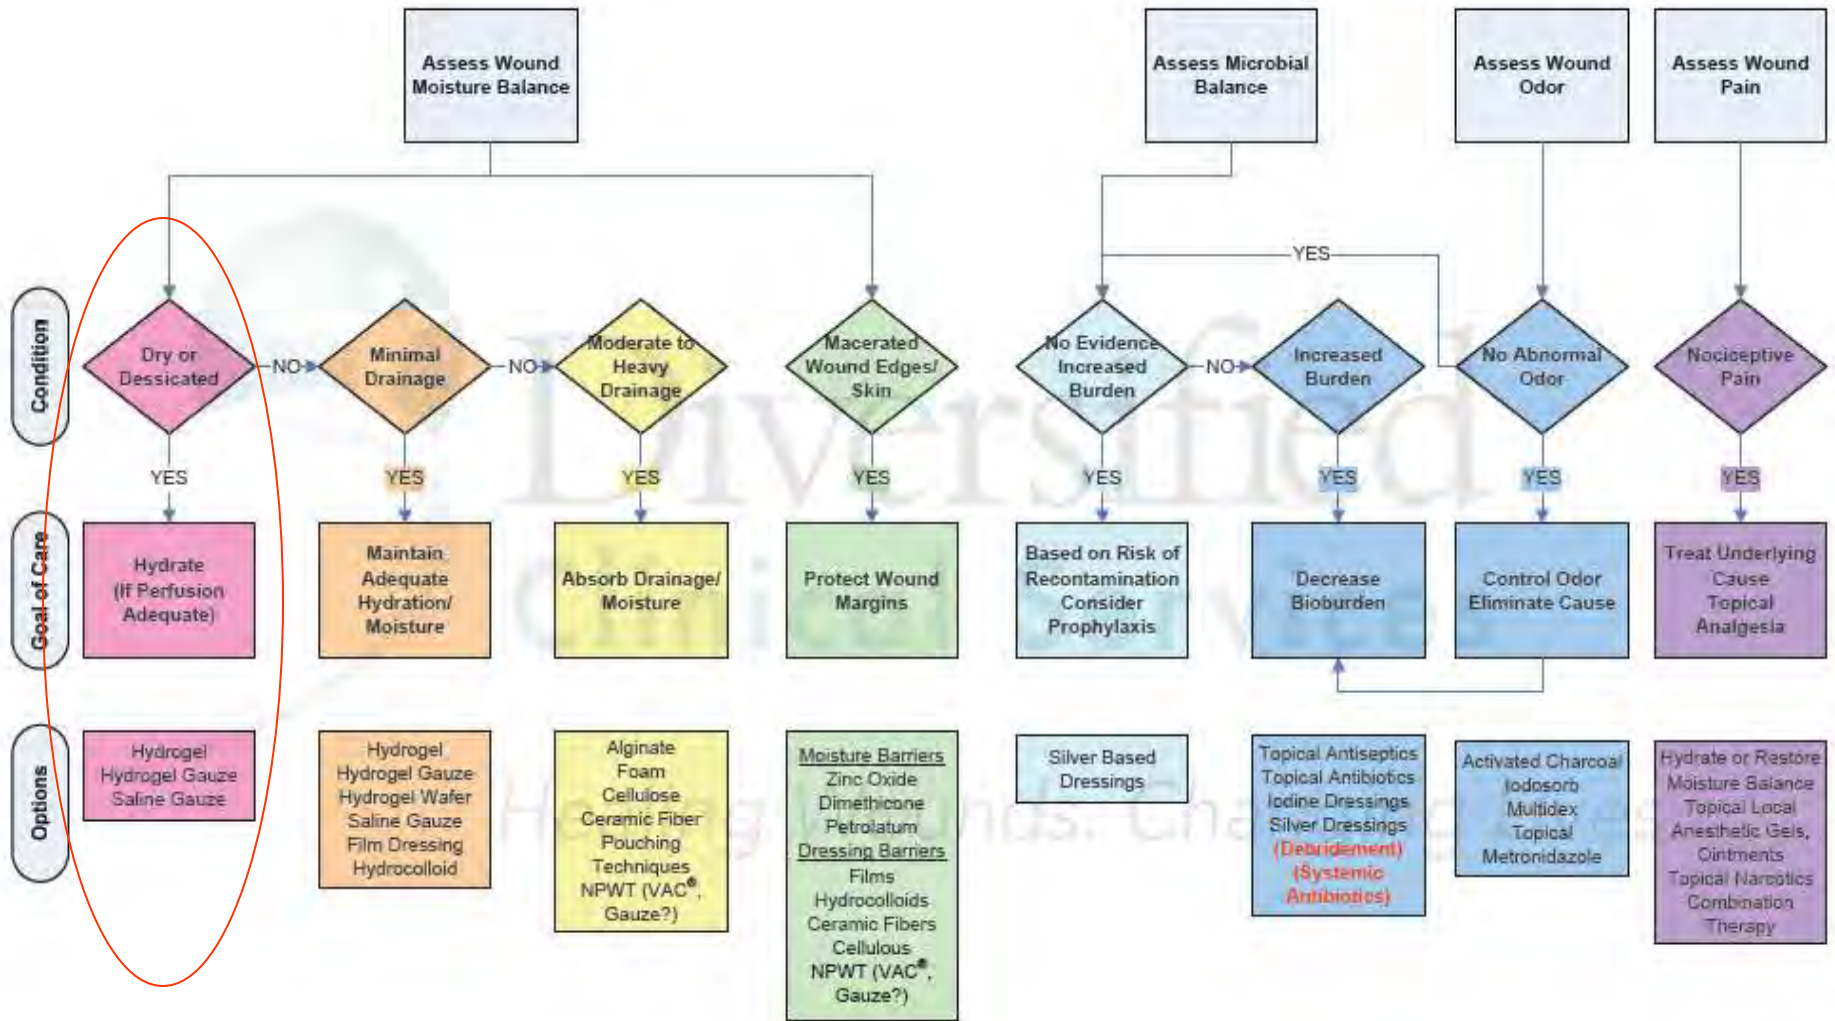 Assess Wound
Moisture Balance
Assess Microbial
Balance
Assess Wound
Odor
Assess Wound
Pain
YES
Condition
Dry or
Dessicated
NO
Minimal
Drainage
NO
Moderate to
Heavy
Drainage
Macerated
Wound Edges/
Skin
No Evidence
Increased
Burden
NO
Increased
Burden
No Abnormal
Odor
Nociceptive
Pain
YES
YES
YES
YES
YES
YES
YES
YES
Goal of Care
Hydrate
(If Perfusion
Adequate)
Maintain
Adequate
Hydration/
Moisture
Absorb Drainage/
Moisture
Protect Wound
Margins
Based on Risk of
Recontamination
Consider
Prophylaxis
Decrease
Bioburden
Control Odor
Eliminate Cause
Treat Underlying
Cause
Topical
Analgesia
Options
Hydrogel
Hydrogel Gauze
Saline Gauze
Hydrogel
Hydrogel Gauze
Hydrogel Wafer
Saline Gauze
Film Dressing
Hydrocolloid
Alginate
Foam
Cellulose
Ceramic Fiber
Pouching
Techniques
NPWT (VAC®,
Gauze?)
Moisture Barriers
Zinc Oxide
Dimethicone
Petrolatum
Dressing Barriers
Films
Hydrocolloids
Ceramic Fibers
Cellulous
NPWT (VAC®,
Gauze?)
Silver Based
Dressings
Topical Antiseptics
Topical Antibiotics
Iodine Dressings
Silver Dressings
(Debridement)
(Systemic
Antibiotics)
Activated Charcoal
Iodosorb
Multidex
Topical
Metronidazole
Hydrate or Restore
Moisture Balance
Topical Local
Anesthetic Gels,
Ointments
Topical Narcotics
Combination
Therapy
Diversified